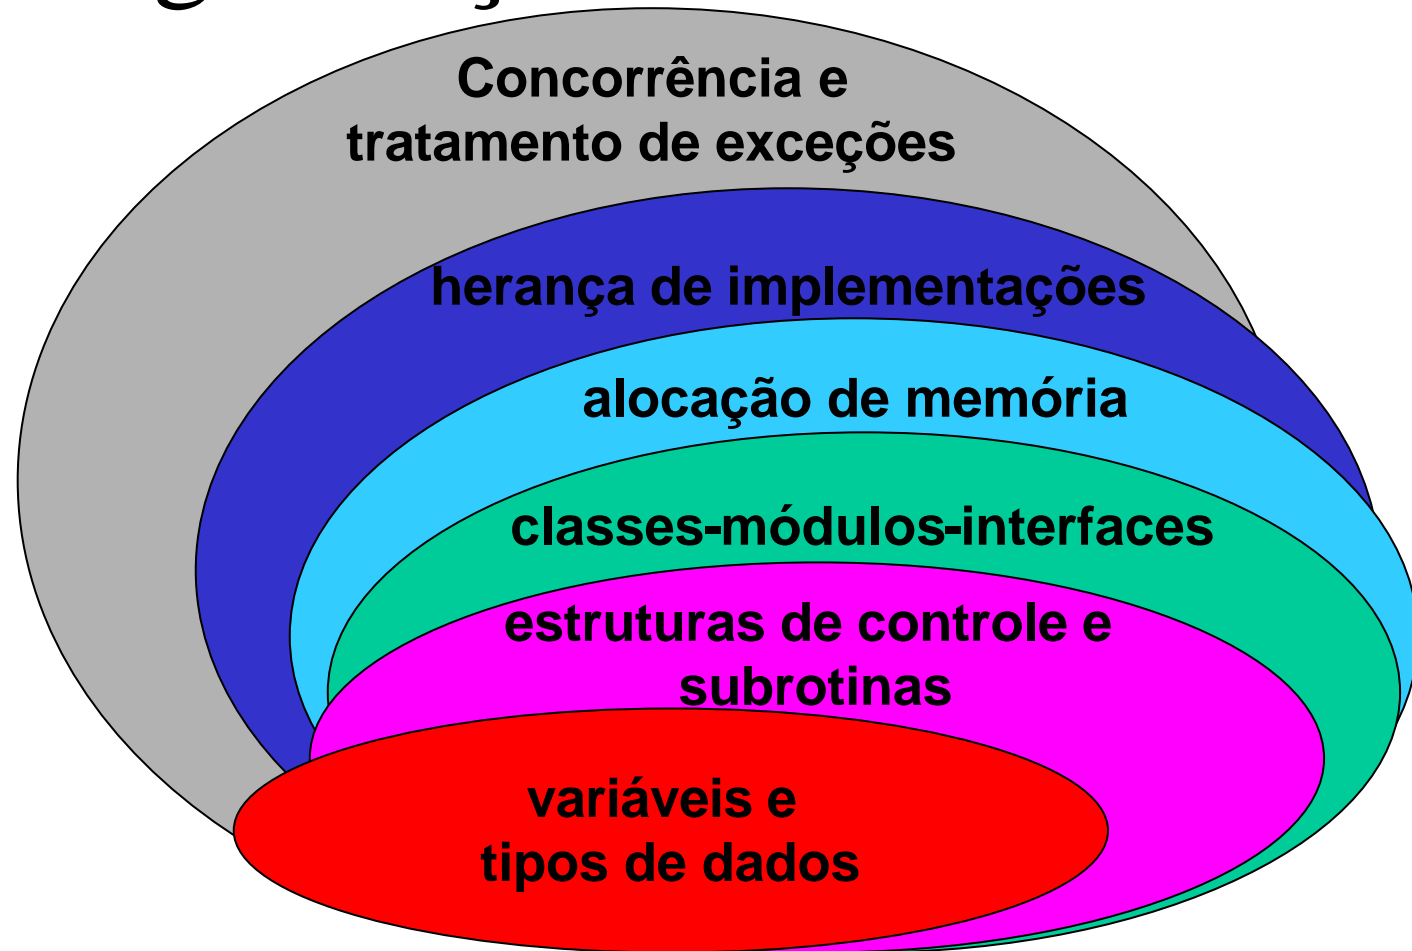 Concorrência e
tratamento de exceções
herança de implementações
alocação de memória
classes-módulos-interfaces
estruturas de controle e
subrotinas
variáveis e
tipos de dados